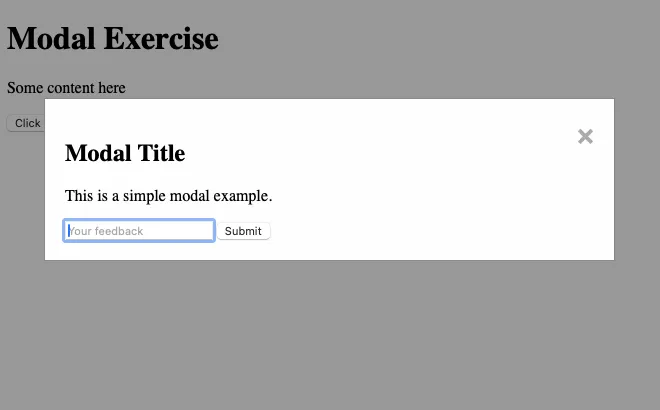 Modal Exercise
Some content here
Click
Modal Title
This is a simple modal example.
Your feedback
Submit